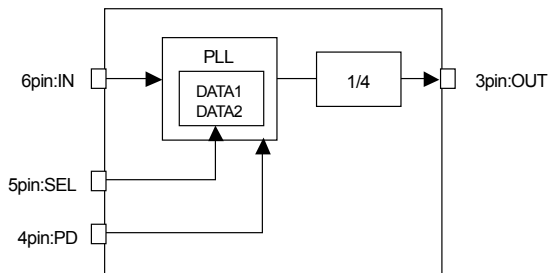 PLL
6pin:IN
DATA1
DATA2
1/4
3pin:OUT
5pin:SEL
4pin:PD